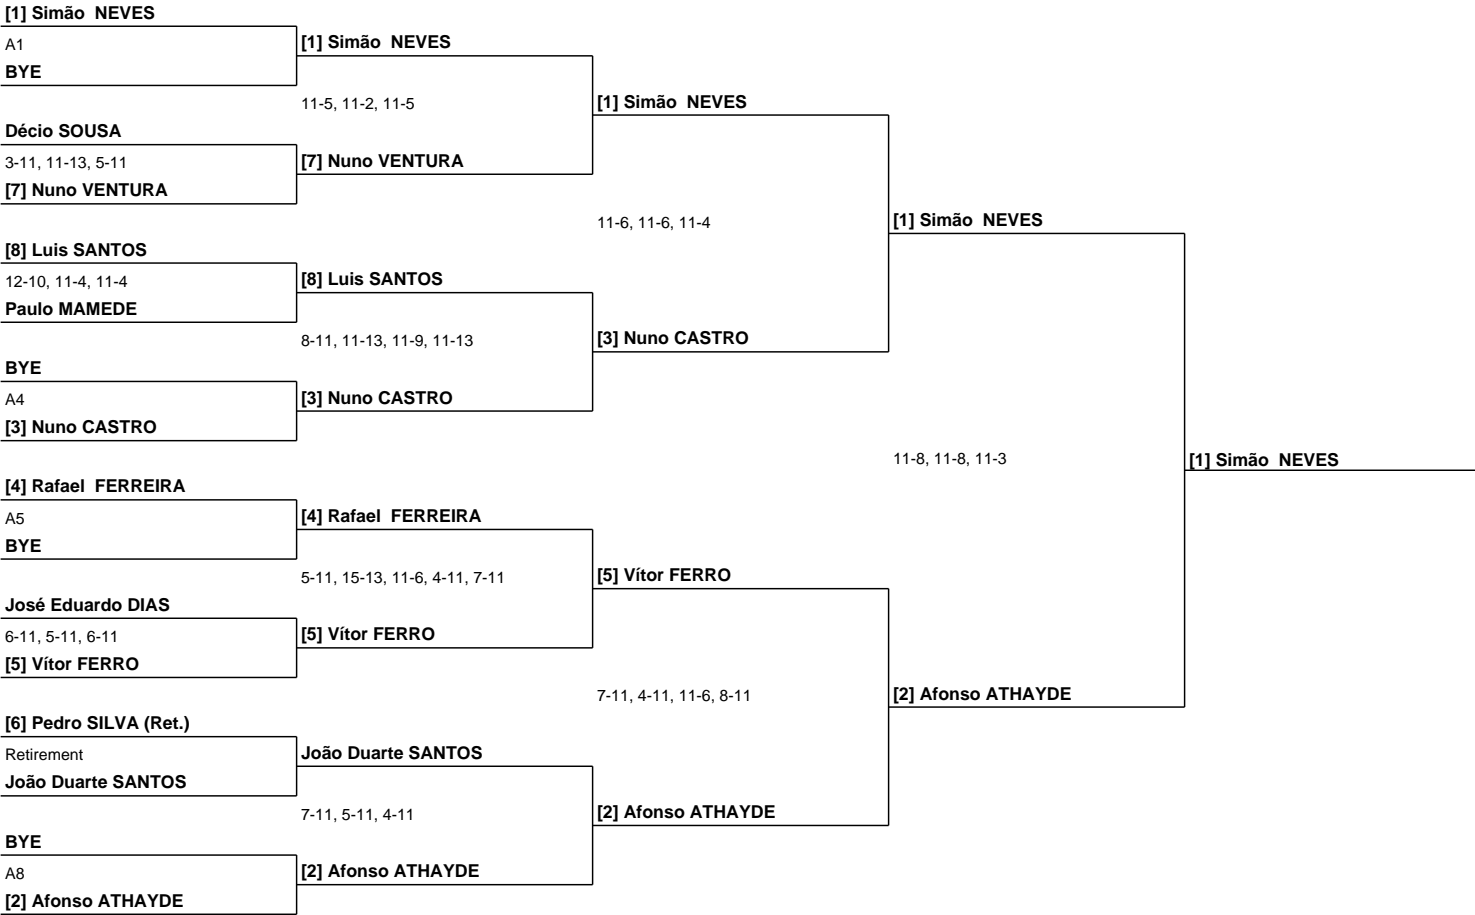 [1] Simão  NEVES
A1
BYE
Décio SOUSA
3-11, 11-13, 5-11
[7] Nuno VENTURA
[8] Luis SANTOS
12-10, 11-4, 11-4
Paulo MAMEDE
BYE
A4
[3] Nuno CASTRO
[4] Rafael  FERREIRA
A5
BYE
José Eduardo DIAS
6-11, 5-11, 6-11
[5] Vítor FERRO
[6] Pedro SILVA (Ret.)
Retirement
João Duarte SANTOS
BYE
A8
[2] Afonso ATHAYDE
[1] Simão  NEVES
11-5, 11-2, 11-5
[7] Nuno VENTURA
[8] Luis SANTOS
8-11, 11-13, 11-9, 11-13
[3] Nuno CASTRO
[4] Rafael  FERREIRA
5-11, 15-13, 11-6, 4-11, 7-11
[5] Vítor FERRO
João Duarte SANTOS
7-11, 5-11, 4-11
[2] Afonso ATHAYDE
[1] Simão  NEVES
11-6, 11-6, 11-4
[3] Nuno CASTRO
[5] Vítor FERRO
7-11, 4-11, 11-6, 8-11
[2] Afonso ATHAYDE
[1] Simão  NEVES
11-8, 11-8, 11-3
[2] Afonso ATHAYDE
[1] Simão  NEVES